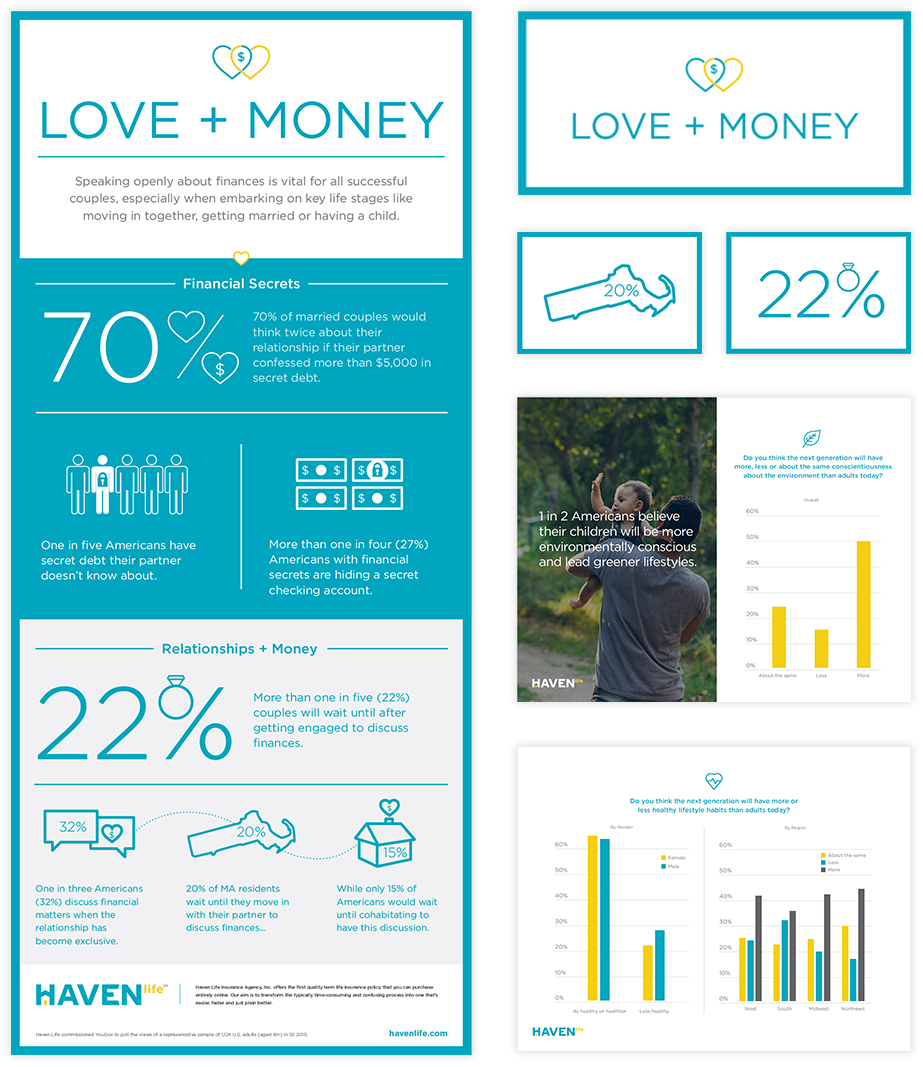 $
LOVE + MONEY
Speaking openly about finances is vital for all successful
couples, especially when embarking on key life stages like
moving in together, getting married or having a child.
Financial Secrets
70%
$
70% of married couples would
think twice about their
relationship if their partner
confessed more than $5,000 in
secret debt.
One in five Americans have
secret debt their partner
doesn't know about.
$ $ $ $
$ $ $ $
More than one in four (27%)
Americans with financial
secrets are hiding a secret
checking account.
Relationships + Money
22%
More than one in five (22%)
couples will wait until after
getting engaged to discuss
finances.
32%
$
One in three Americans
(32%) discuss financial
matters when the
relationship has
become exclusive.
20%
20% of MA residents
wait until they move in
with their partner to
discuss finances...
$
15%
While only 15% of
Americans would wait
until cohabitating to
have this discussion.
HAVENlife℠
Haven Life Insurance Agency, Inc. offers the first quality term life insurance policy that you can purchase
entirely online. Our aim is to transform the typically time-consuming and confusing process into one that's
easier, faster and just plain better.
Haven Life commissioned YouGov to poll the views of a representative sample of 1,124 U.S. adults (aged 18+) in Q1 2015.
havenlife.com
$
LOVE + MONEY
20%
22%
1 in 2 Americans believe
their children will be more
environmentally conscious
and lead greener lifestyles.
HAVENlife
Do you think the next generation will have
more, less or about the same conscientiousness
about the environment than adults today?
Overall
60%
50%
40%
30%
20%
10%
0%
About the same Less More
Do you think the next generation will have more or
less healthy lifestyle habits than adults today?
By Gender
60%
50%
40%
30%
20%
10%
0%
Female
Male
As healthy or healthier Less healthy
By Region
60%
50%
40%
30%
20%
10%
0%
About the same
Less
More
West South Midwest Northeast
HAVENlife